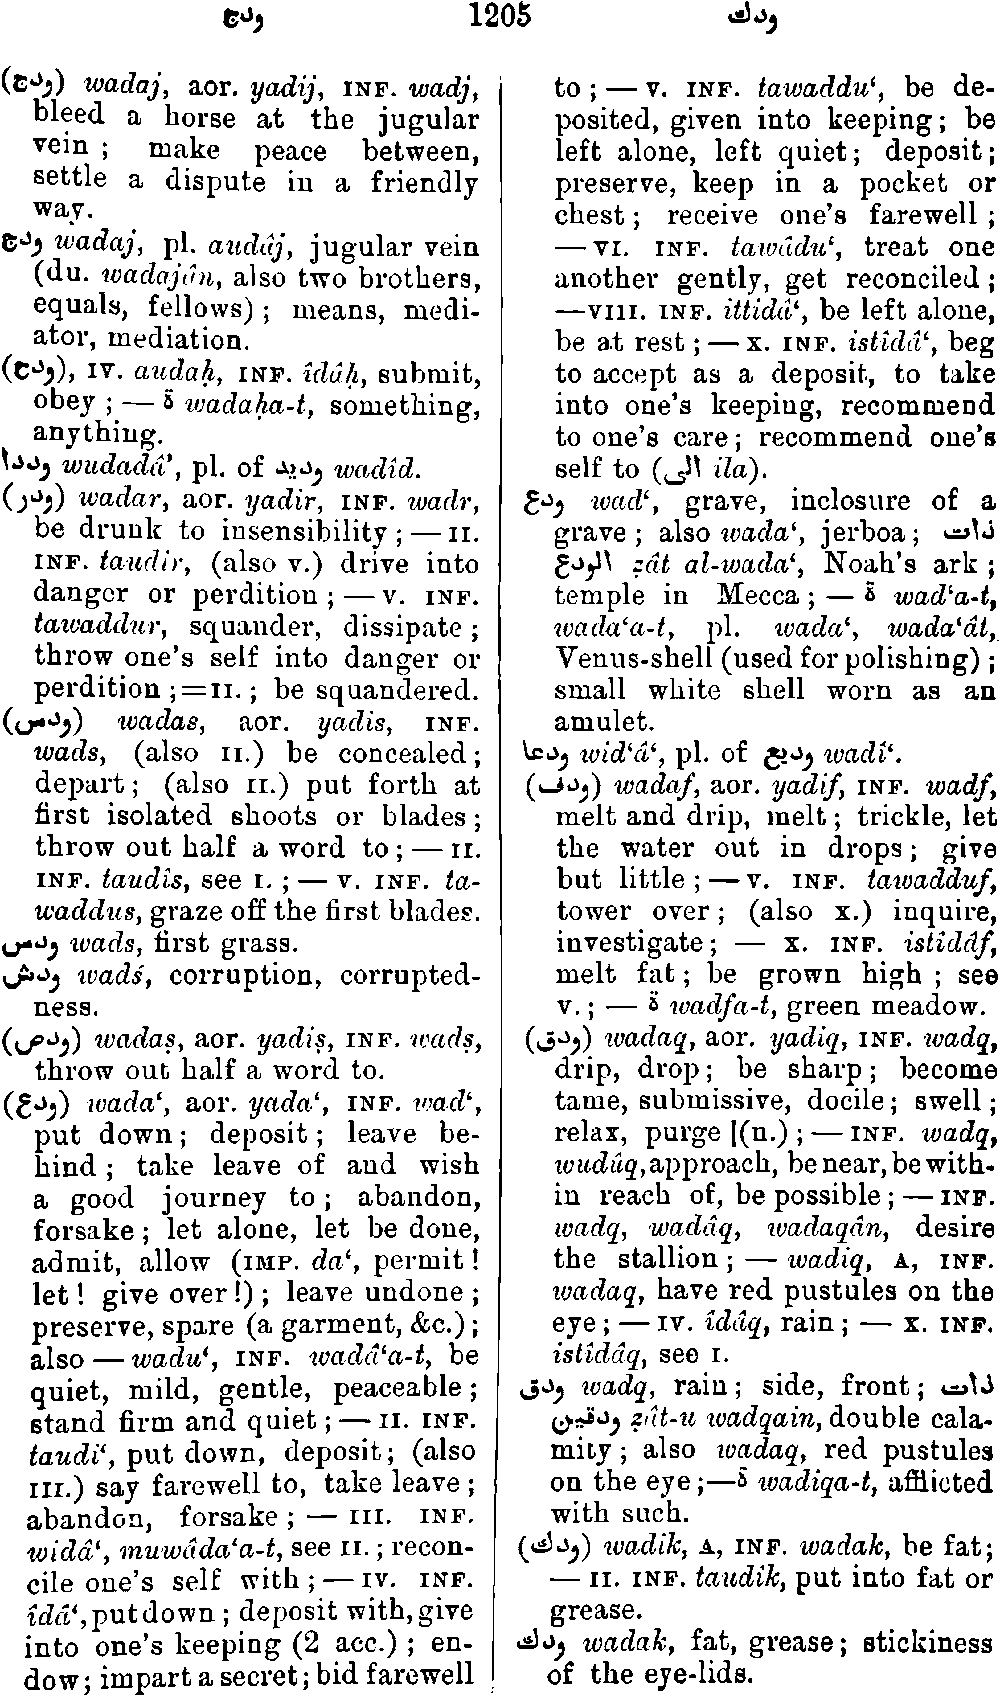 ودج 1205 ودك
(ودج) wadaj, aor. yadij, INF. wadj,
bleed a horse at the jugular
vein ; make peace between,
settle a dispute in a friendly
way.
ودج wadaj, pl. audâj, jugular vein
(du. wadajân, also two brothers,
equals, fellows) ; means, medi-
ator, mediation.
(ودح), IV. audaḥ, INF. îdâḥ, submit,
obey ; — ة wadaḥa-t, something,
anything.
ودداا wudadâ’, pl. of وديد wadîd.
(ودر) wadar, aor. yadir, INF. wadr,
be drunk to insensibility ; — II.
INF. taudîr, (also V.) drive into
danger or perdition ; — V. INF.
tawaddur, squander, dissipate ;
throw one's self into danger or
perdition ; = II. ; be squandered.
(ودس) wadas, aor. yadis, INF.
wads, (also II.) be concealed ;
depart ; (also II.) put forth at
first isolated shoots or blades ;
throw out half a word to ; — II.
INF. taudîs, see I. ; — V. INF. ta-
waddus, graze off the first blades.
ودس wads, first grass.
ودش wadś, corruption, corrupted-
ness.
(ودص) wadaṣ, aor. yadiṣ, INF. wadṣ,
throw out half a word to.
(ودع) wada‘, aor. yada‘, INF. wad‘,
put down ; deposit ; leave be-
hind ; take leave of and wish
a good journey to ; abandon,
forsake ; let alone, let be done,
admit, allow (IMP. da‘, permit !
let ! give over !) ; leave undone ;
preserve, spare (a garment, &c.) ;
also — wadu‘, INF. wadâ‘a-t, be
quiet, mild, gentle, peaceable ;
stand firm and quiet ; — II. INF.
taudî‘, put down, deposit ; (also
III.) say farewell to, take leave ;
abandon, forsake ; — III. INF.
widâ‘, muwâda‘a-t, see II. ; recon-
cile one's self with ; — IV. INF.
îdâ‘, put down ; deposit with, give
into one's keeping (2 acc.) ; en-
dow ; impart a secret ; bid farewell
to ; — V. INF. tawaddu‘, be de-
posited, given into keeping ; be
left alone, left quiet ; deposit ;
preserve, keep in a pocket or
chest ; receive one's farewell ;
— VI. INF. tawâdu‘, treat one
another gently, get reconciled ;
— VIII. INF. ittidâ‘, be left alone,
be at rest ; — X. INF. istîdâ‘, beg
to accept as a deposit, to take
into one's keeping, recommend
to one's care ; recommend one's
self to (الى ila).
ودع wad‘, grave, inclosure of a
grave ; also wada‘, jerboa ; ذات
الودع ẕât al-wada‘, Noah's ark ;
temple in Mecca ; — ة wad‘a-t,
wada‘a-t, pl. wada‘, wada‘ât,
Venus-shell (used for polishing) ;
small white shell worn as an
amulet.
ودعا wid‘â‘, pl. of وديع wadî‘.
(ودف) wadaf, aor. yadif, INF. wadf,
melt and drip, melt ; trickle, let
the water out in drops ; give
but little ; — V. INF. tawadduf,
tower over ; (also X.) inquire,
investigate ; — X. INF. istîdâf,
melt fat ; be grown high ; see
V. ; — ة wadfa-t, green meadow.
(ودق) wadaq, aor. yadiq, INF. wadq,
drip, drop ; be sharp ; become
tame, submissive, docile ; swell ;
relax, purge |(n.) ; — INF. wadq,
wudûq, approach, be near, be with-
in reach of, be possible ; — INF.
wadq, wadâq, wadaqân, desire
the stallion ; — wadiq, A, INF.
wadaq, have red pustules on the
eye ; — IV. îdâq, rain ; — X. INF.
istîdâq, see I.
ودق wadq, rain ; side, front ; ذات
ودقين ẕât-u wadqain, double cala-
mity ; also wadaq, red pustules
on the eye ; — ة wadiqa-t, afflicted
with such.
(ودك) wadik, A, INF. wadak, be fat ;
— II. INF. taudîk, put into fat or
grease.
ودك wadak, fat, grease ; stickiness
of the eye-lids.